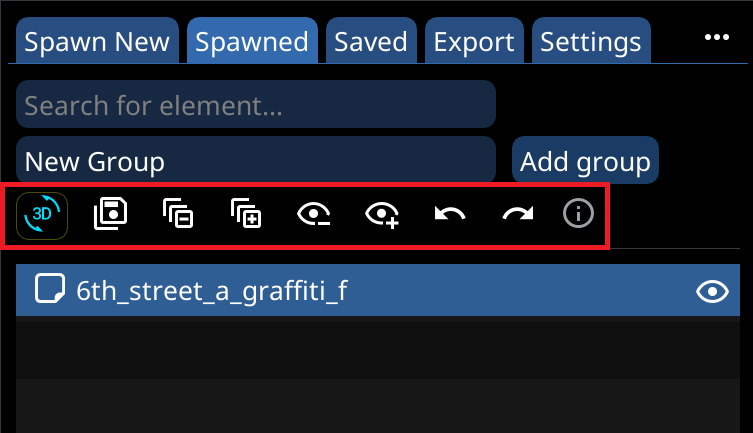 Spawn New Spawned Saved Export Settings
Search for element...
New Group Add group
3D
6th_street_a_graffiti_f